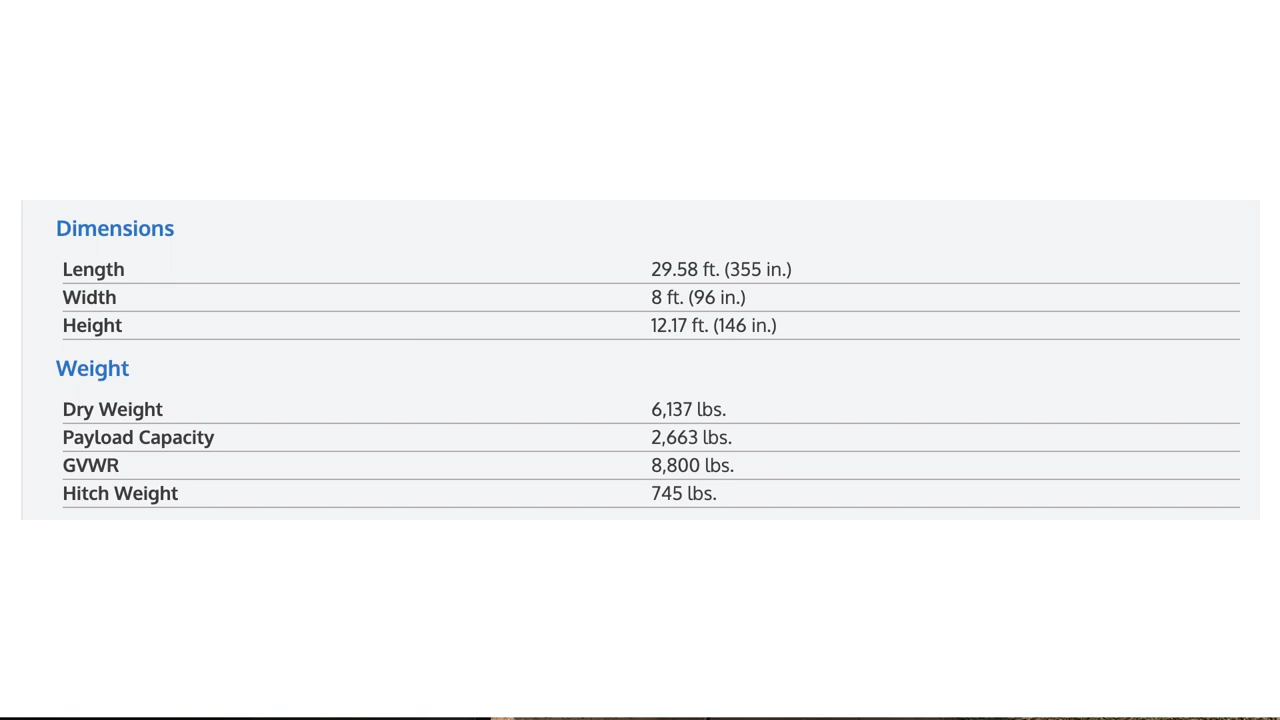 Dimensions
Length 29.58 ft. (355 in.)
Width 8 ft. (96 in.)
Height 12.17 ft. (146 in.)
Weight
Dry Weight 6,137 lbs.
Payload Capacity 2,663 lbs.
GVWR 8,800 lbs.
Hitch Weight 745 lbs.